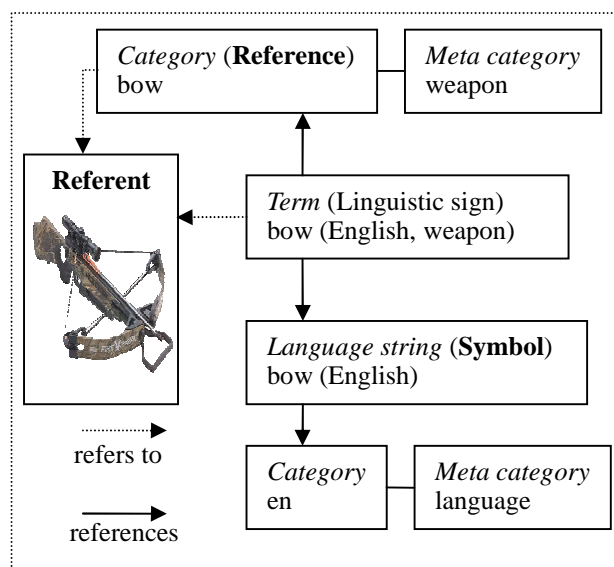 Category (Reference)
bow
Meta category
weapon
Referent
Term (Linguistic sign)
bow (English, weapon)
Language string (Symbol)
bow (English)
refers to
Category
en
Meta category
language
references